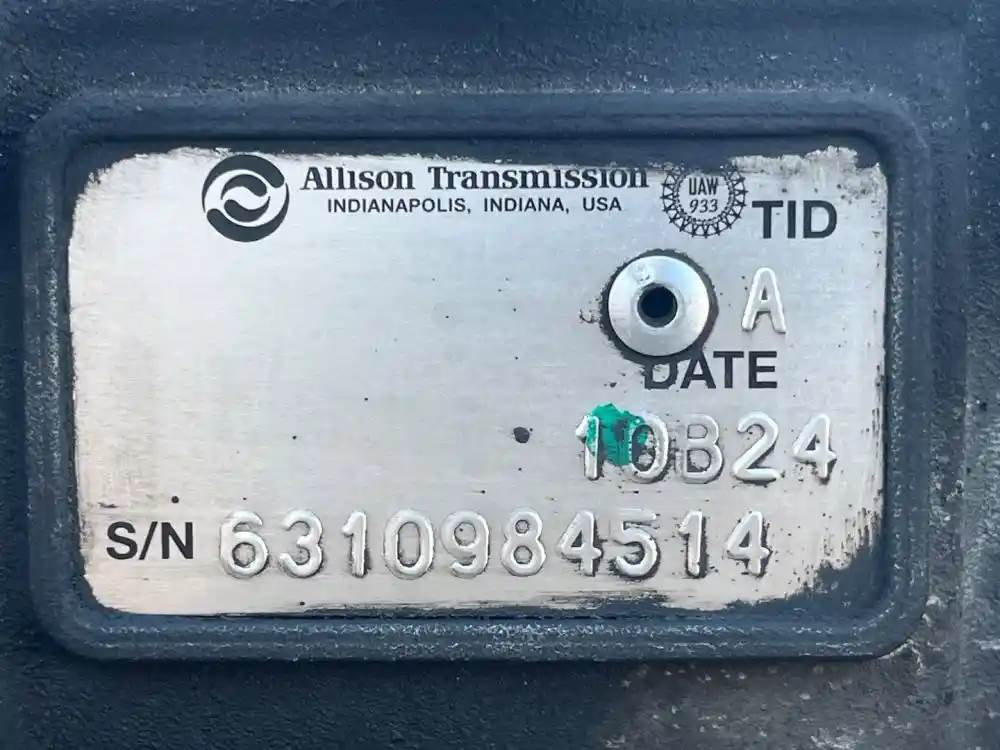 Allison Transmission
INDIANAPOLIS, INDIANA, USA
UAW
933
TID
A
DATE
10B24
S/N 6310984514